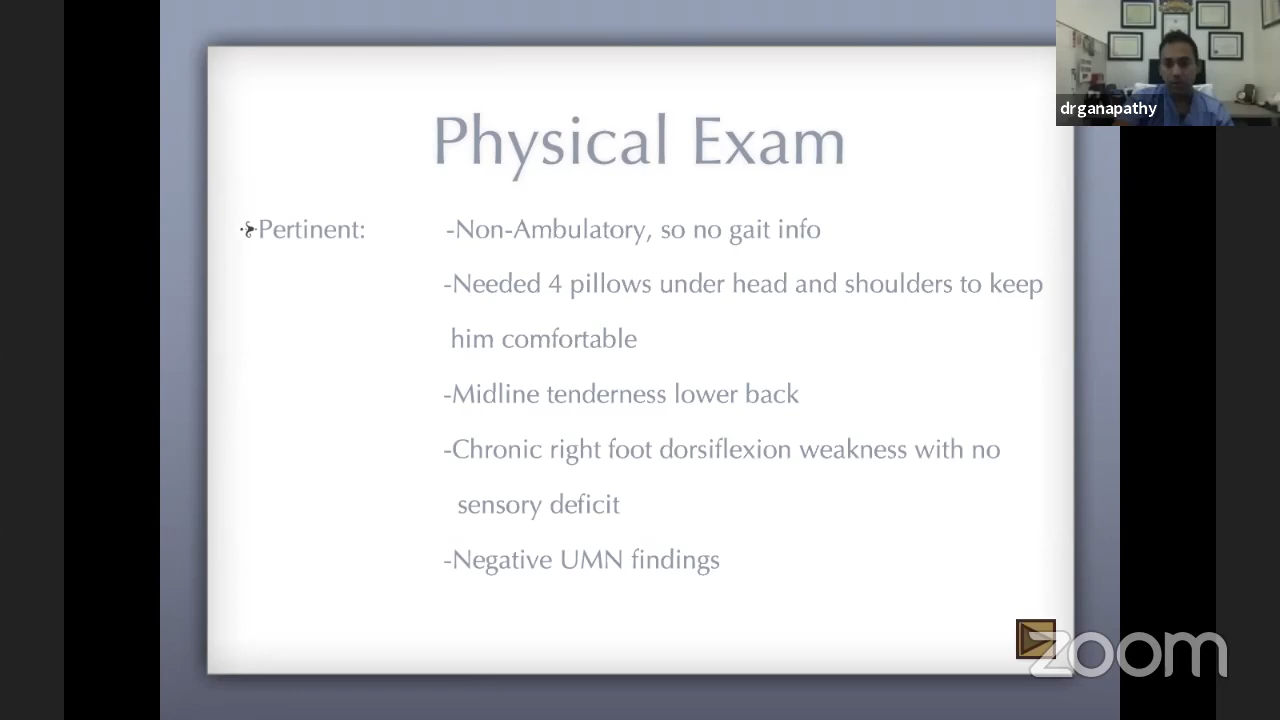 drganapathy
Physical Exam
Pertinent: -Non-Ambulatory, so no gait info
-Needed 4 pillows under head and shoulders to keep
him comfortable
-Midline tenderness lower back
-Chronic right foot dorsiflexion weakness with no
sensory deficit
-Negative UMN findings
zoom